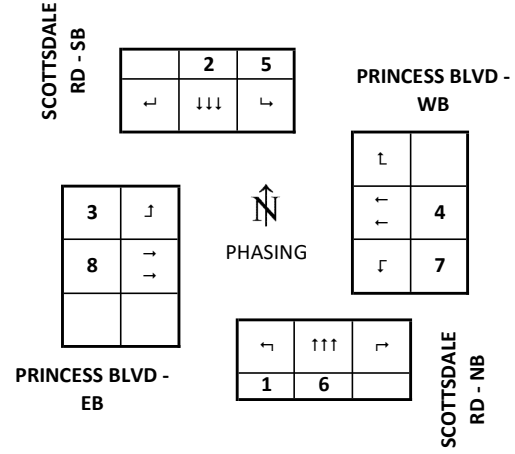 SCOTTSDALE
RD - SB
2 5
↵ ↓↓↓ ↳
PRINCESS BLVD -
WB
3
8 →
→
N
PHASING
←
← 4
7
PRINCESS BLVD -
EB
↰ ↑↑↑ ↱
1 6
SCOTTSDALE
RD - NB